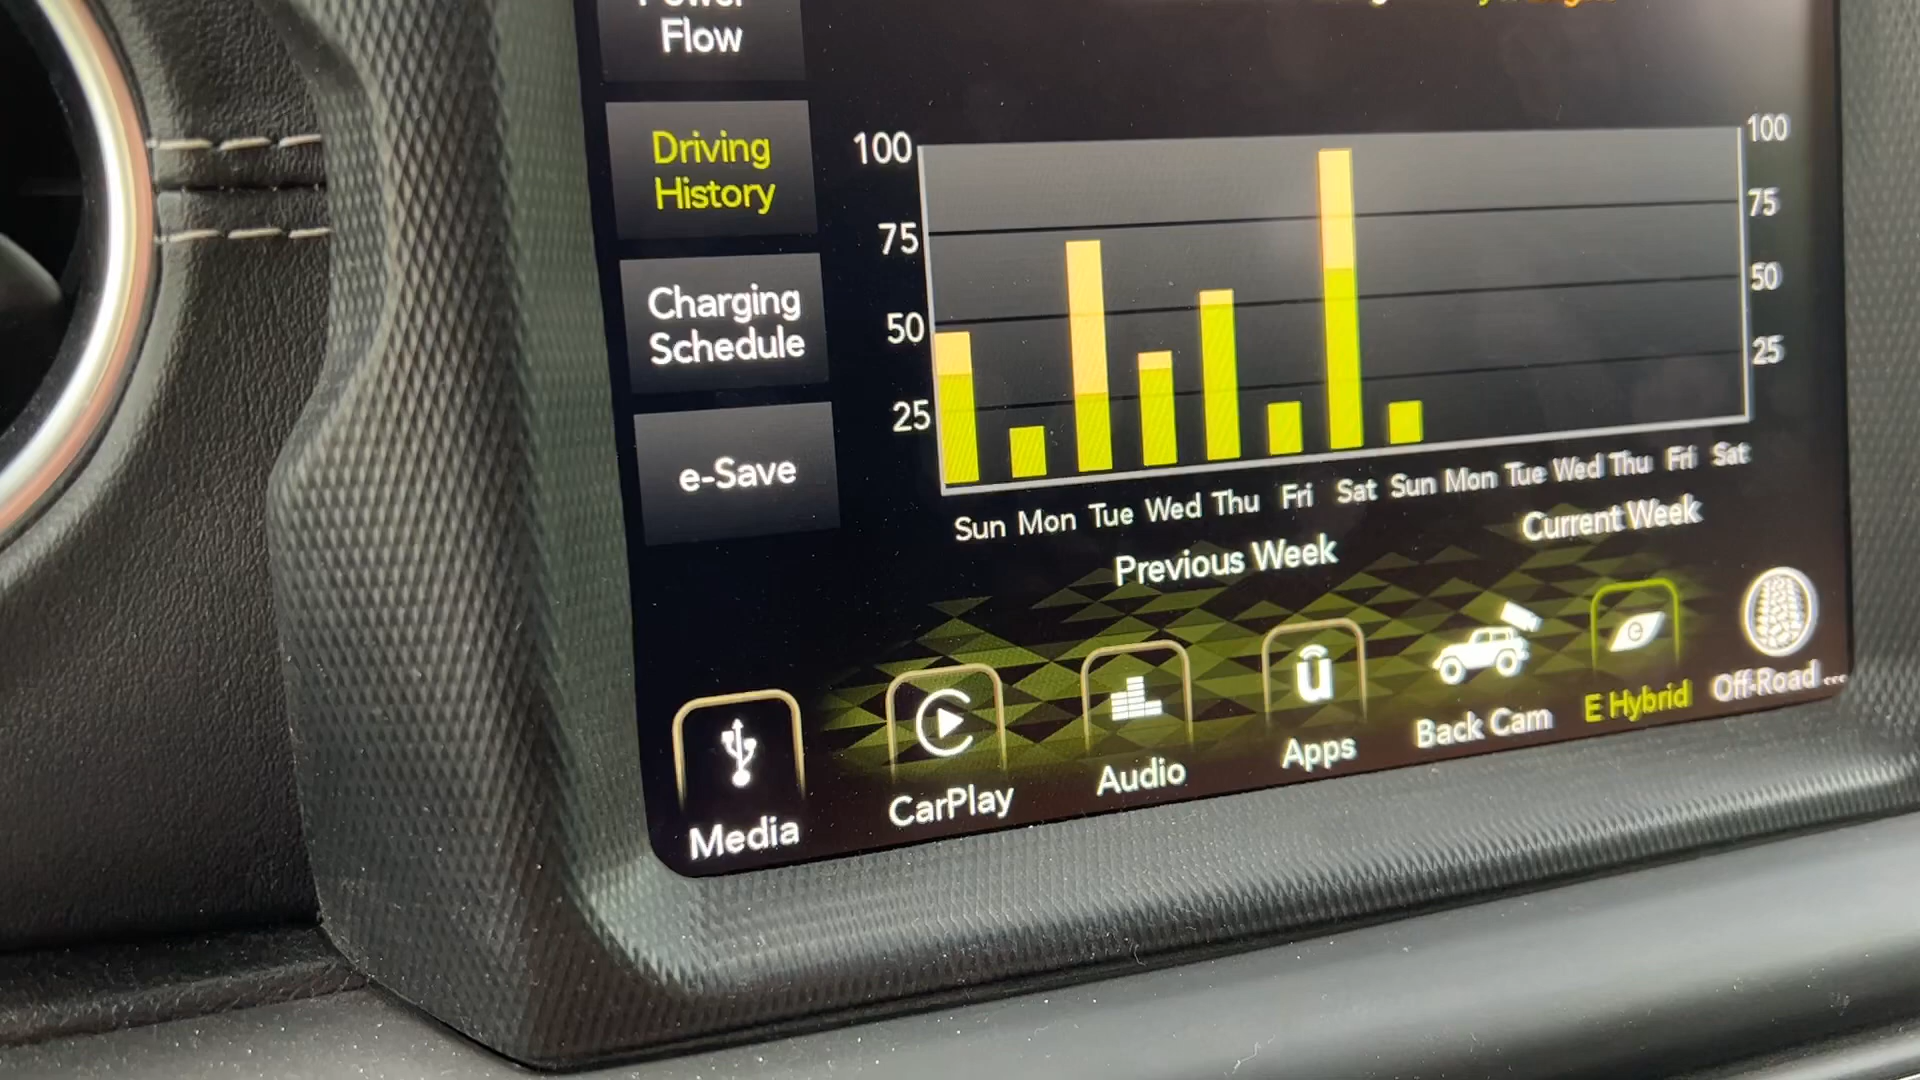 Power
Flow
Driving
History
Charging
Schedule
e-Save
100
75
50
25
100
75
50
25
Sun Mon Tue Wed Thu Fri Sat Sun Mon Tue Wed Thu Fri Sat
Previous Week
Current Week
Media
CarPlay
Audio
Apps
Back Cam
E Hybrid
Off-Road ...